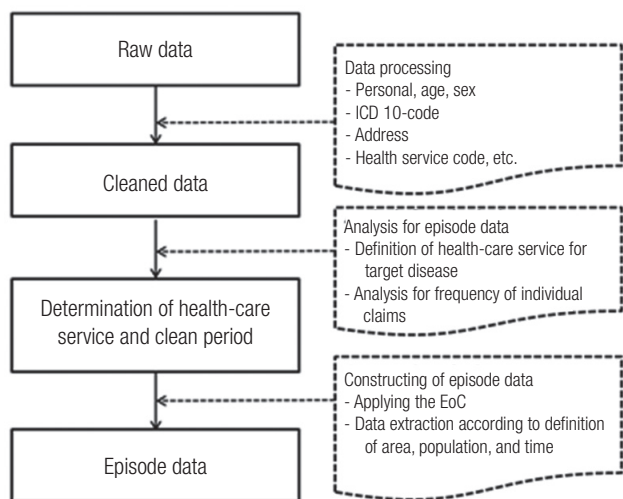 Raw data
Data processing
- Personal, age, sex
- ICD 10-code
- Address
- Health service code, etc.
Cleaned data
Analysis for episode data
- Definition of health-care service for
target disease
- Analysis for frequency of individual
claims
Determination of health-care
service and clean period
Constructing of episode data
- Applying the EoC
- Data extraction according to definition
of area, population, and time
Episode data